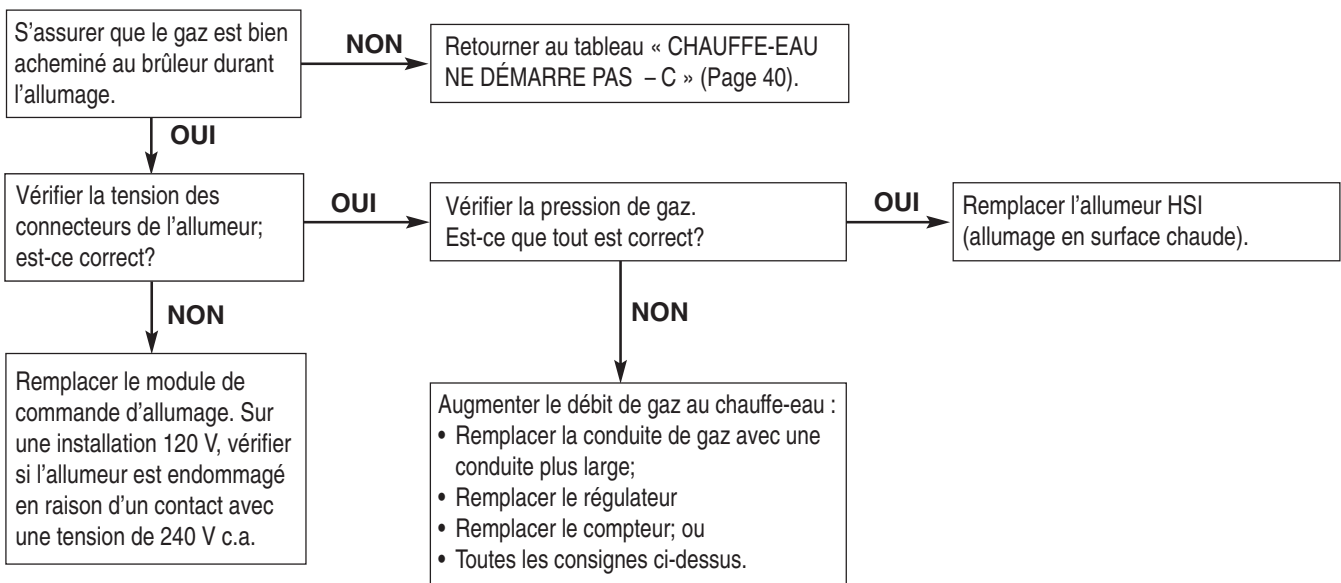 S’assurer que le gaz est bien
acheminé au brûleur durant
l’allumage.
NON
Retourner au tableau « CHAUFFE-EAU
NE DÉMARRE PAS – C » (Page 40).
OUI
Vérifier la tension des
connecteurs de l’allumeur;
est-ce correct?
OUI
Vérifier la pression de gaz.
Est-ce que tout est correct?
OUI
Remplacer l’allumeur HSI
(allumage en surface chaude).
NON
Remplacer le module de
commande d’allumage. Sur
une installation 120 V, vérifier
si l’allumeur est endommagé
en raison d’un contact avec
une tension de 240 V c.a.
NON
Augmenter le débit de gaz au chauffe-eau :
• Remplacer la conduite de gaz avec une
conduite plus large;
• Remplacer le régulateur
• Remplacer le compteur; ou
• Toutes les consignes ci-dessus.